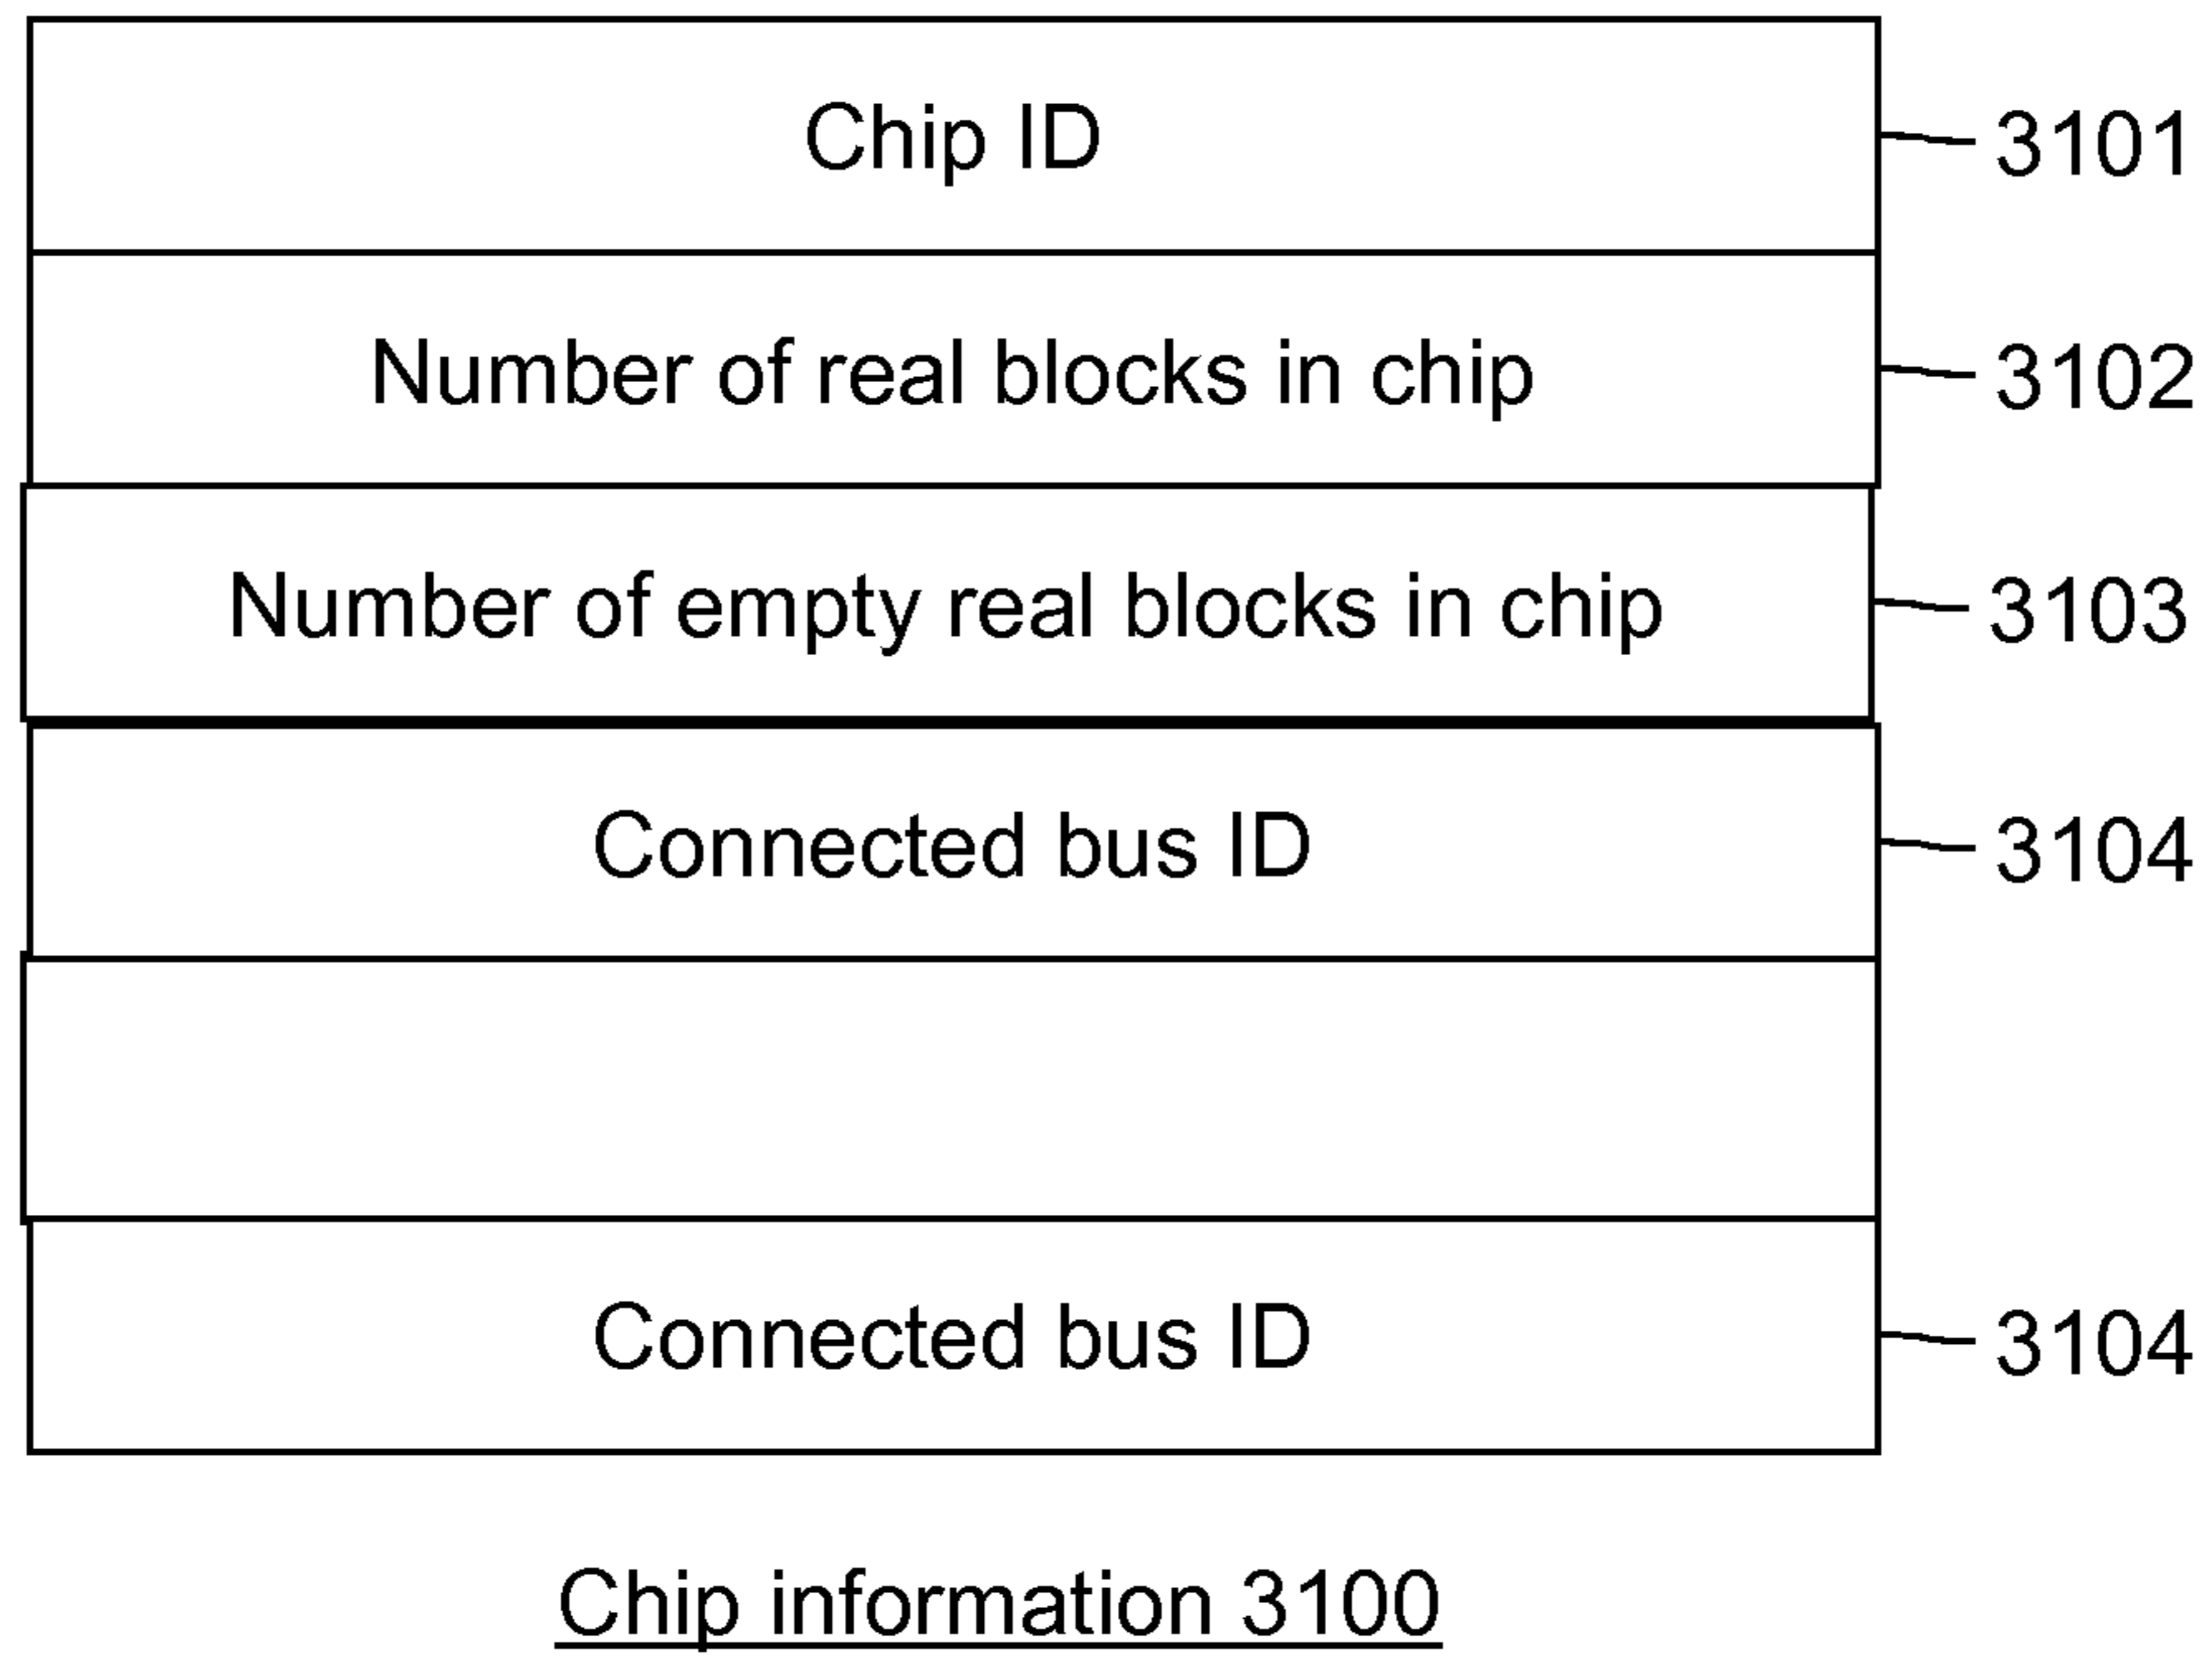 Chip ID 3101
Number of real blocks in chip 3102
Number of empty real blocks in chip 3103
Connected bus ID 3104
Connected bus ID 3104
Chip information 3100